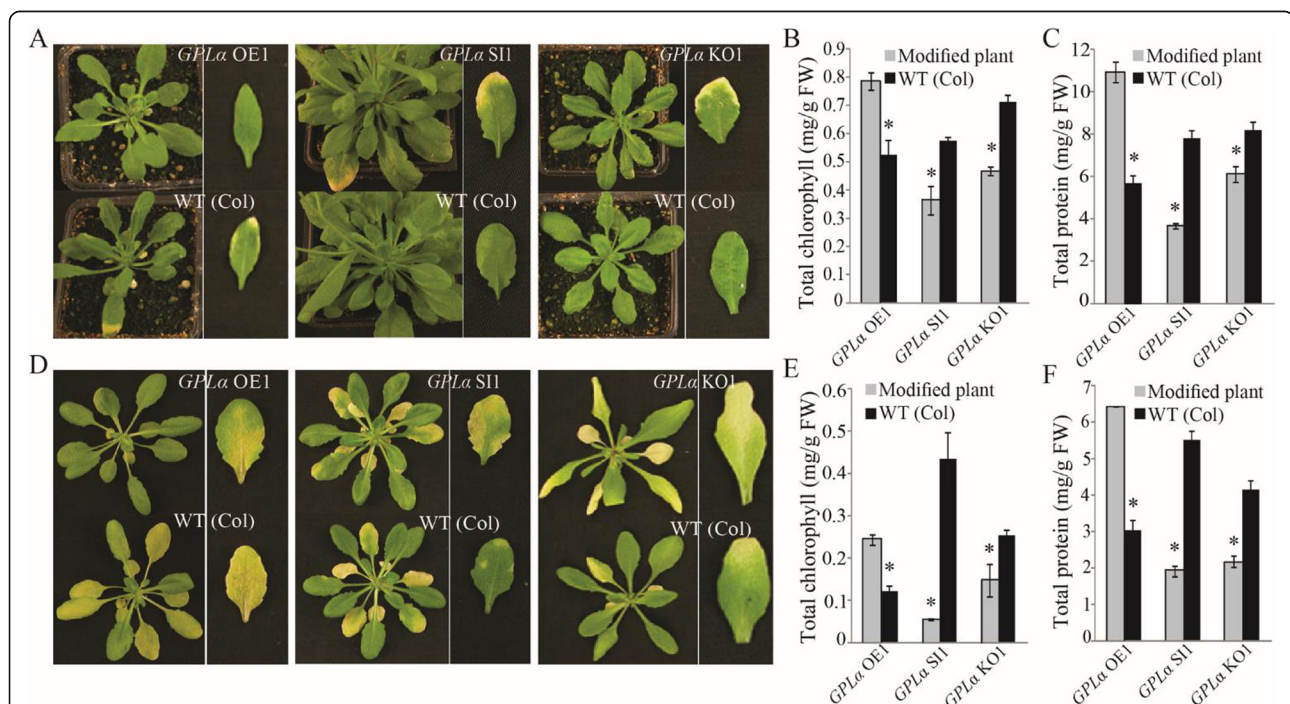 A
GPLα OE1
GPLα SI1
GPLα KO1
WT (Col)
WT (Col)
WT (Col)
B
Modified plant
WT (Col)
Total chlorophyll (mg/g FW)
0.9
0.8
0.7
0.6
0.5
0.4
0.3
0.2
0.1
0
*
*
*
GPLα OE1
GPLα SI1
GPLα KO1
C
Modified plant
WT (Col)
Total protein (mg/g FW)
12
10
8
6
4
2
0
*
*
*
GPLα OE1
GPLα SI1
GPLα KO1
D
GPLα OE1
GPLα SI1
GPLα KO1
WT (Col)
WT (Col)
WT (Col)
E
Modified plant
WT (Col)
Total chlorophyll (mg/g FW)
0.6
0.4
0.3
0.2
0.1
0
*
*
*
GPLα OE1
GPLα SI1
GPLα KO1
F
Modified plant
WT (Col)
Total protein (mg/g FW)
7
6
5
4
3
2
1
0
*
*
*
GPLα OE1
GPLα SI1
GPLα KO1